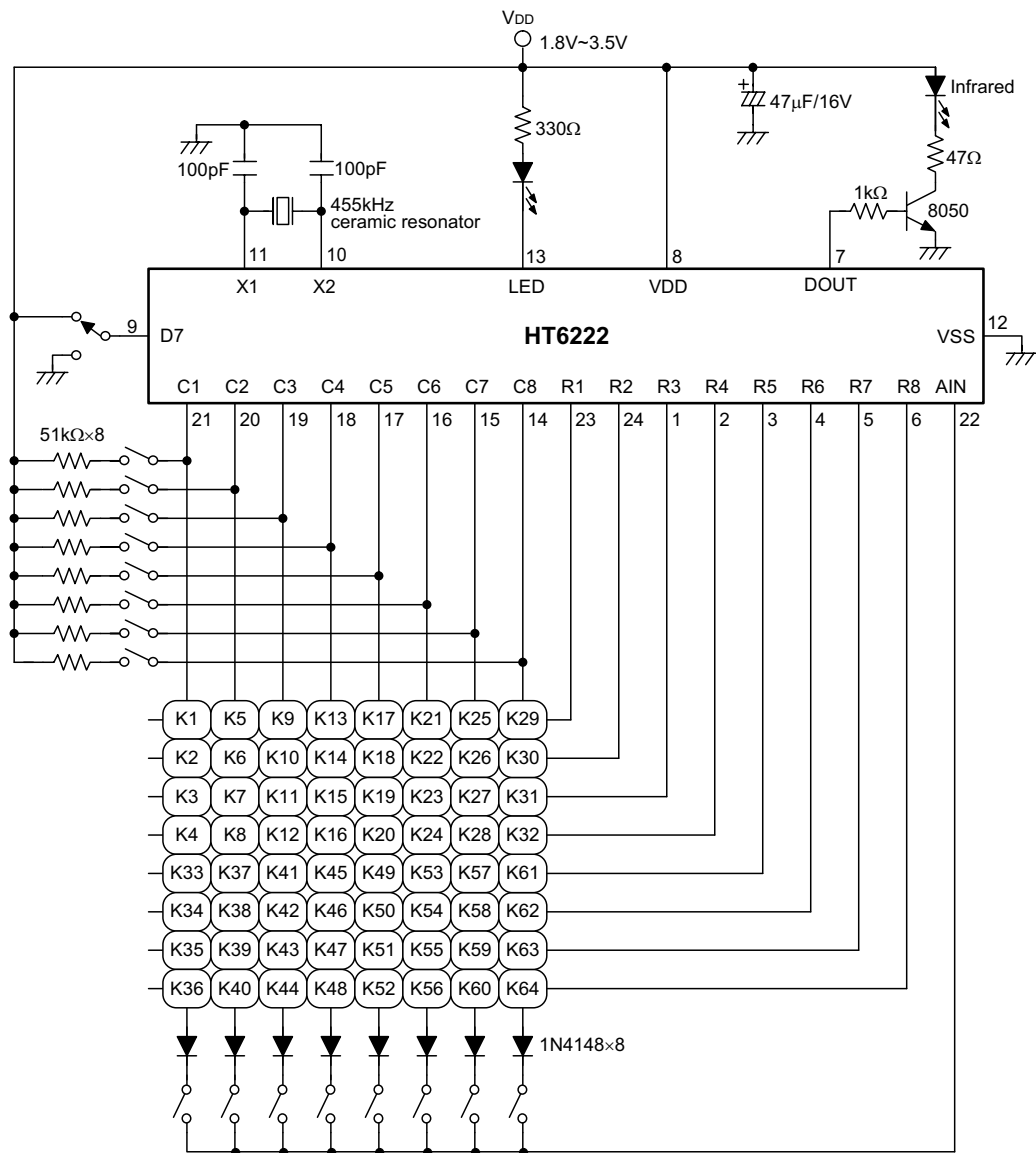 VDD
1.8V~3.5V
Infrared
330Ω
47µF/16V
47Ω
100pF
100pF
455kHz
ceramic resonator
1kΩ
8050
11
10
13
8
7
X1
X2
LED
VDD
DOUT
9
D7
HT6222
VSS
12
C1 C2 C3 C4 C5 C6 C7 C8 R1 R2 R3 R4 R5 R6 R7 R8 AIN
21 20 19 18 17 16 15 14 23 24 1 2 3 4 5 6 22
51kΩ×8
K1 K5 K9 K13 K17 K21 K25 K29
K2 K6 K10 K14 K18 K22 K26 K30
K3 K7 K11 K15 K19 K23 K27 K31
K4 K8 K12 K16 K20 K24 K28 K32
K33 K37 K41 K45 K49 K53 K57 K61
K34 K38 K42 K46 K50 K54 K58 K62
K35 K39 K43 K47 K51 K55 K59 K63
K36 K40 K44 K48 K52 K56 K60 K64
1N4148×8